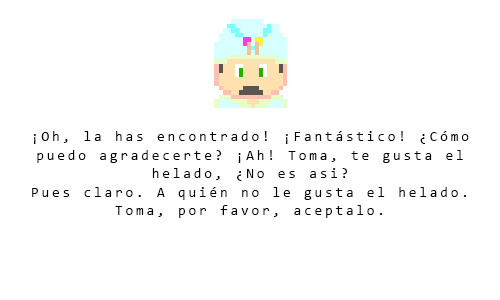 ¡Oh, la has encontrado! ¡Fantástico! ¿Cómo
puedo agradecerte? ¡Ah! Toma, te gusta el
helado, ¿No es asi?
Pues claro. A quién no le gusta el helado.
Toma, por favor, aceptalo.